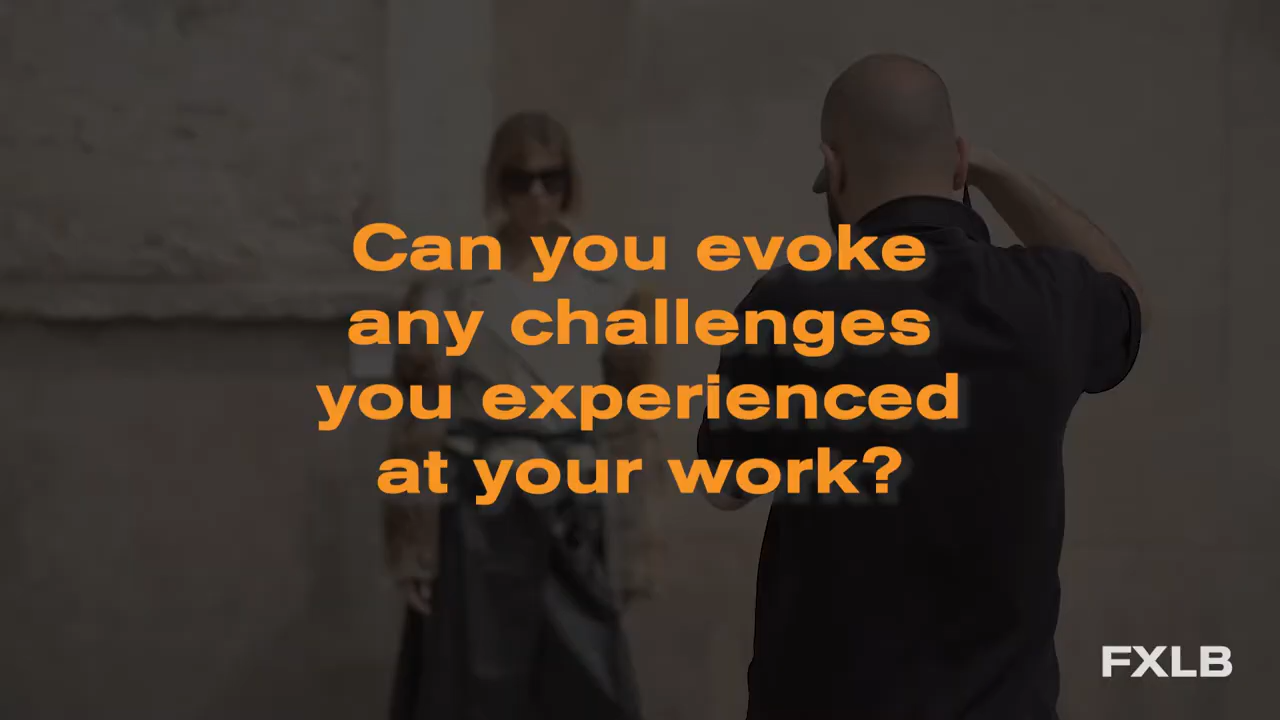 Can you evoke
any challenges
you experienced
at your work?
FXLB